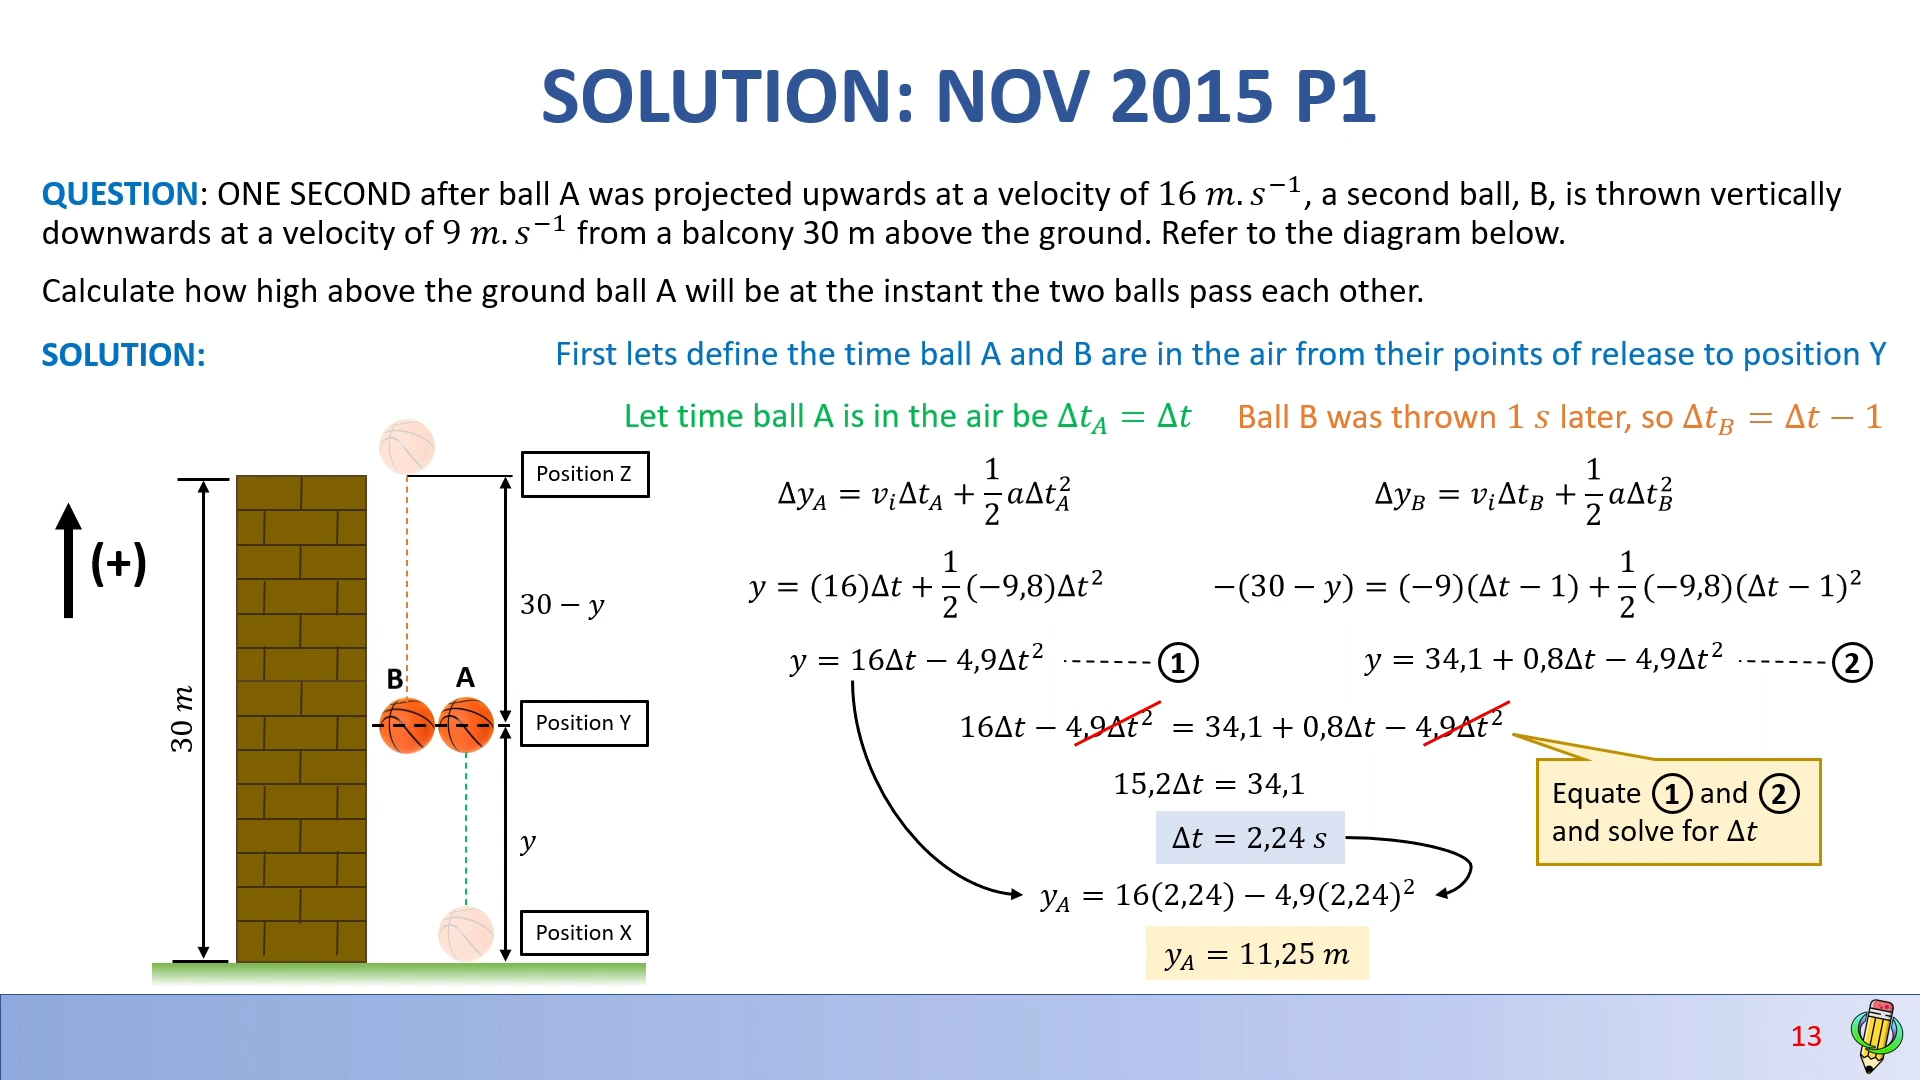 SOLUTION: NOV 2015 P1
QUESTION: ONE SECOND after ball A was projected upwards at a velocity of 16 m.s⁻¹, a second ball, B, is thrown vertically
downwards at a velocity of 9 m.s⁻¹ from a balcony 30 m above the ground. Refer to the diagram below.
Calculate how high above the ground ball A will be at the instant the two balls pass each other.
SOLUTION:
First lets define the time ball A and B are in the air from their points of release to position Y
Let time ball A is in the air be Δt_A = Δt
Ball B was thrown 1 s later, so Δt_B = Δt − 1
(+)
30 m
B
A
Position Z
30 − y
Position Y
y
Position X
Δy_A = v_iΔt_A + 1/2 aΔt_A²
y = (16)Δt + 1/2 (−9,8)Δt²
y = 16Δt − 4,9Δt² ------- 1
Δy_B = v_iΔt_B + 1/2 aΔt_B²
−(30 − y) = (−9)(Δt − 1) + 1/2 (−9,8)(Δt − 1)²
y = 34,1 + 0,8Δt − 4,9Δt² ------- 2
16Δt − 4,9Δt² = 34,1 + 0,8Δt − 4,9Δt²
Equate 1 and 2
and solve for Δt
15,2Δt = 34,1
Δt = 2,24 s
y_A = 16(2,24) − 4,9(2,24)²
y_A = 11,25 m
13